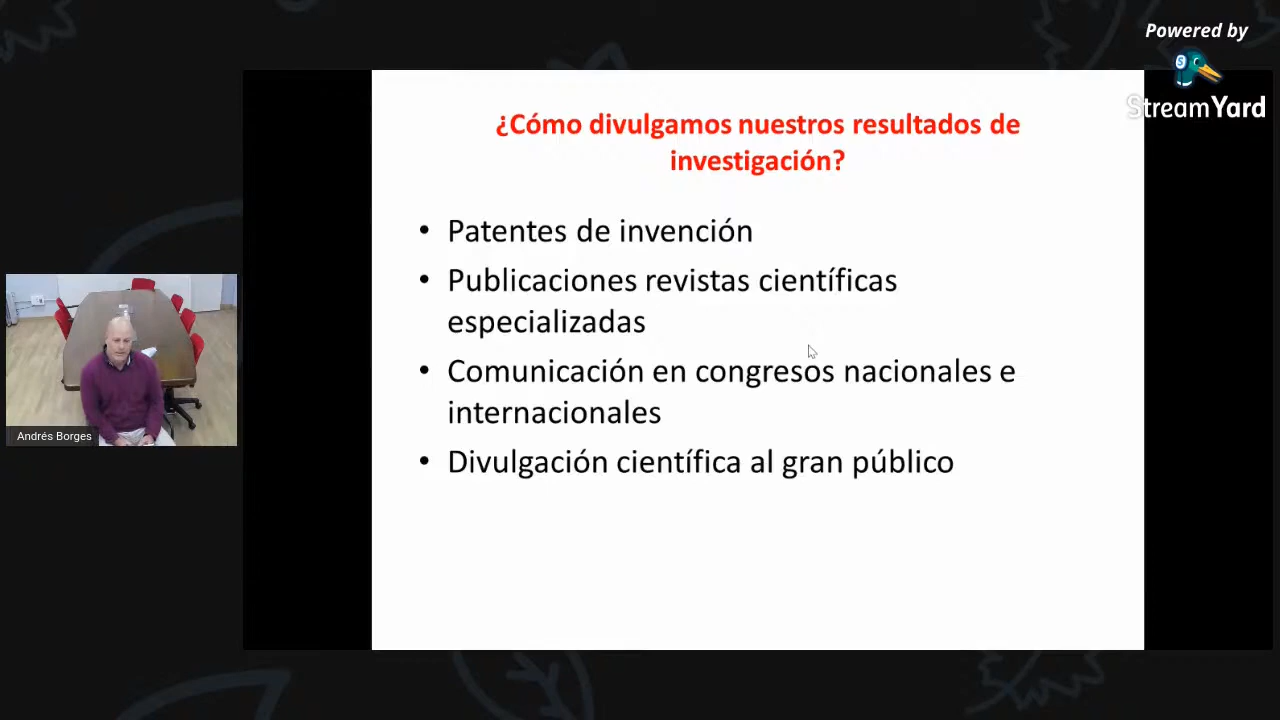 Powered by
StreamYard
¿Cómo divulgamos nuestros resultados de
investigación?
• Patentes de invención
• Publicaciones revistas científicas
especializadas
• Comunicación en congresos nacionales e
internacionales
• Divulgación científica al gran público
Andrés Borges